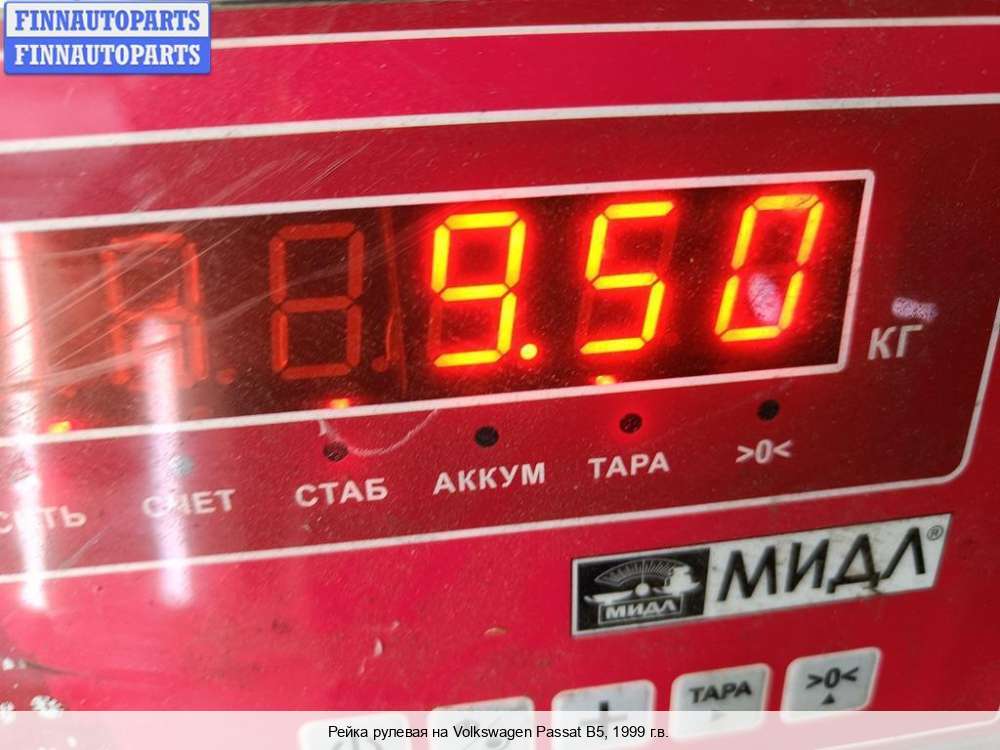 FINNAUTOPARTS
FINNAUTOPARTS
9.50
КГ
СЕТЬ СЧЕТ СТАБ АККУМ ТАРА >0<
МИДЛ МИДЛ®
ТАРА >0<
Рейка рулевая на Volkswagen Passat B5, 1999 г.в.